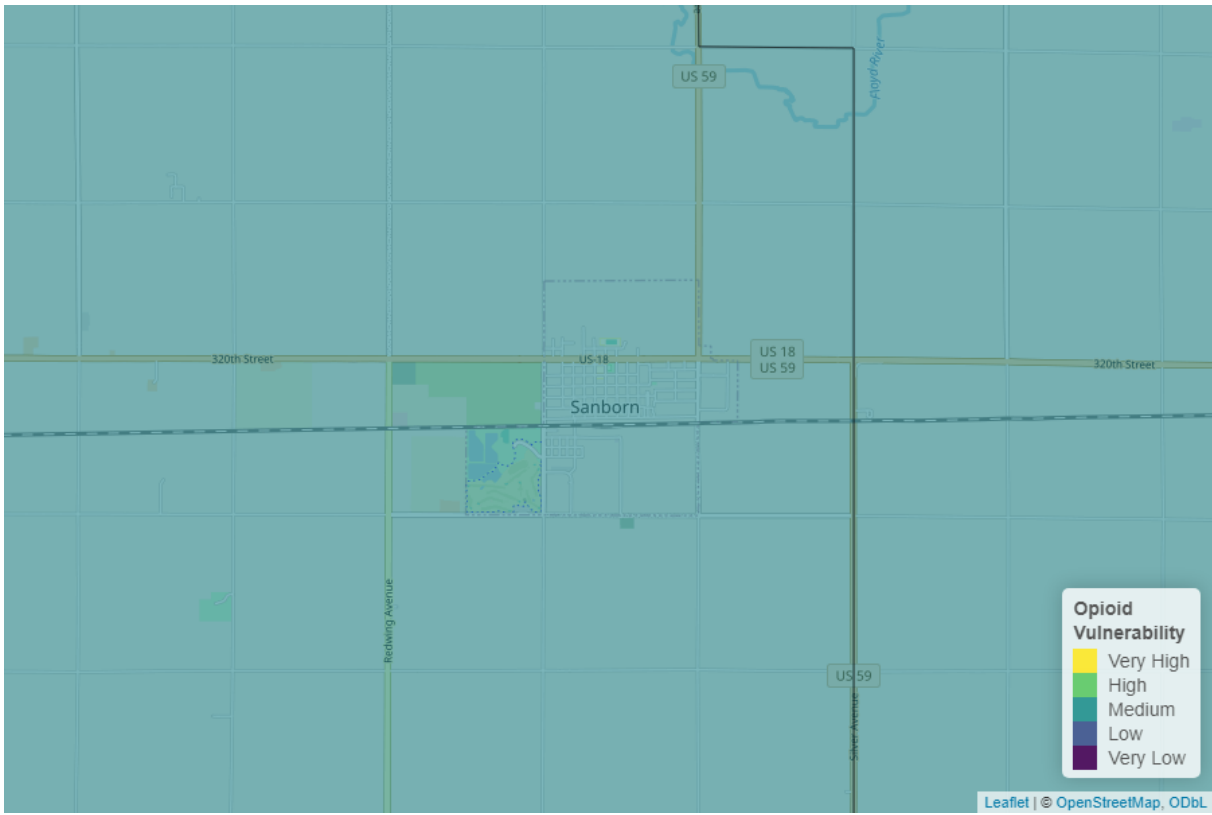 US 59
Floyd River
320th Street
US-18
US 18
US 59
320th Street
Sanborn
Redwing Avenue
US 59
Silver Avenue
Opioid
Vulnerability
Very High
High
Medium
Low
Very Low
Leaflet | © OpenStreetMap, ODbL